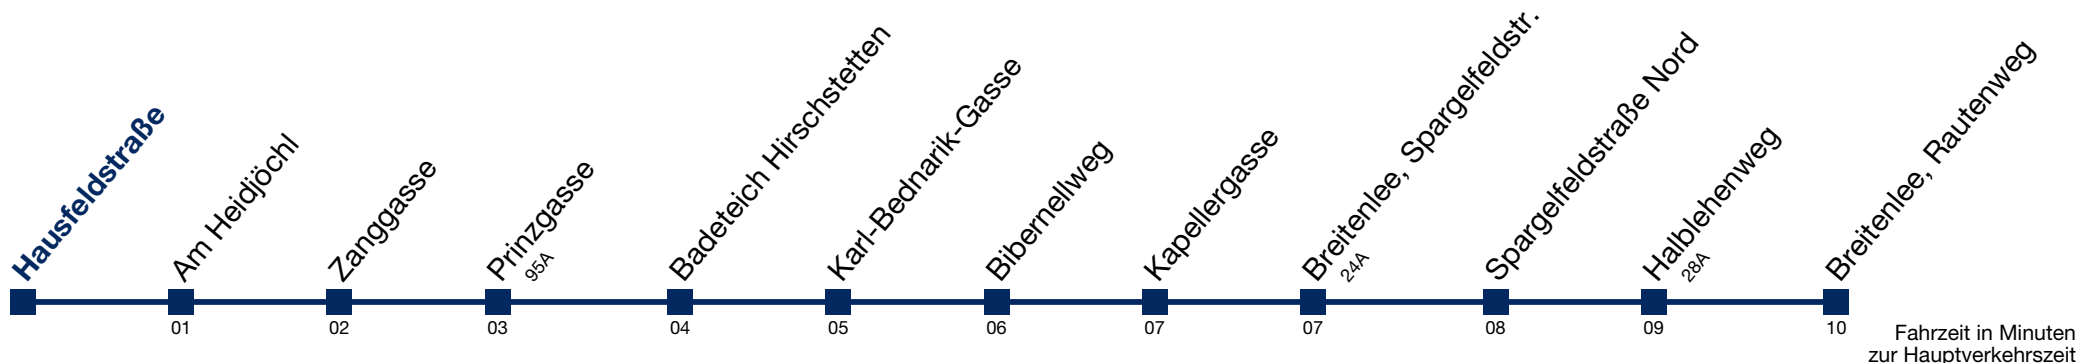 Hausfeldstraße
Am Heidjöchl
01
Zanggasse
02
Prinzgasse
95A
03
Badeteich Hirschstetten
04
Karl-Bednarik-Gasse
05
Bibernellweg
06
Kapellergasse
07
Breitenlee, Spargelfeldstr.
24A
07
Spargelfeldstraße Nord
08
Halblehenweg
28A
09
Breitenlee, Rautenweg
10
Fahrzeit in Minuten
zur Hauptverkehrszeit